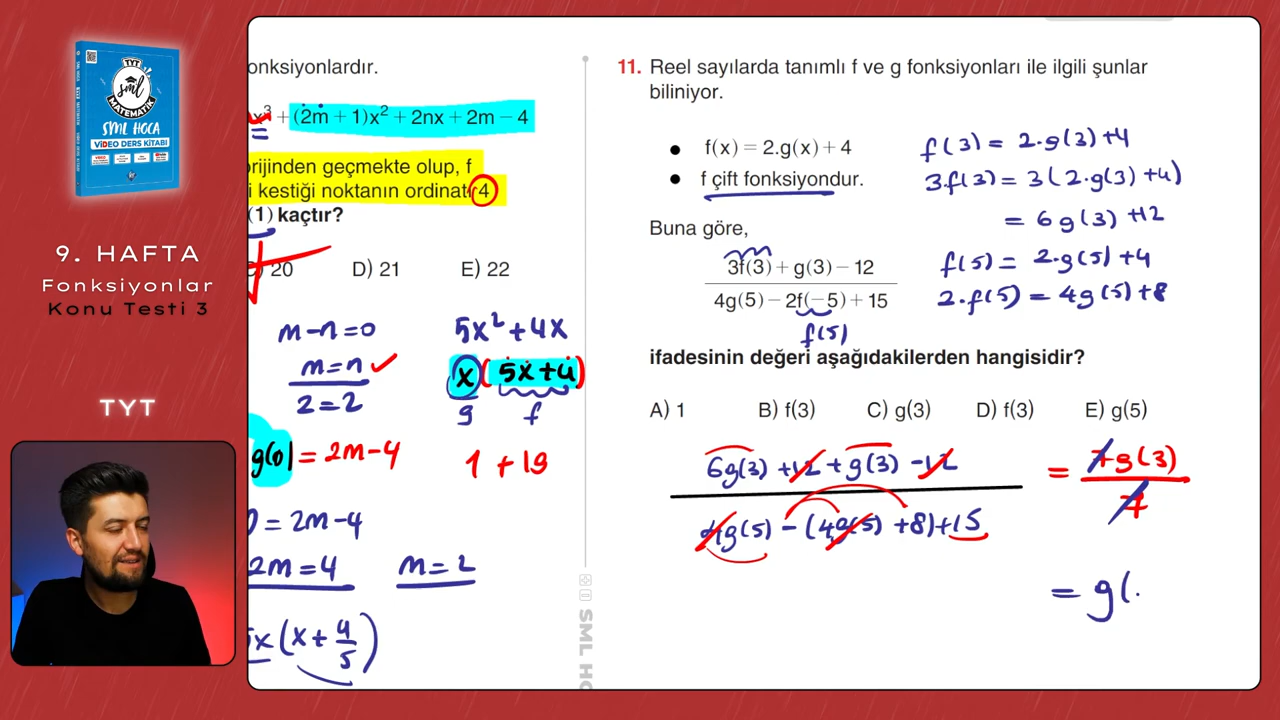 TYT
sml
MATEMATİK
SML HOCA
VİDEO DERS KİTABI
9. HAFTA
Fonksiyonlar
Konu Testi 3
TYT
onksiyonlardır.
x³ + (2m + 1)x² + 2nx + 2m − 4
orijinden geçmekte olup, f
i kestiği noktanın ordinatı 4
(1) kaçtır?
C) 20 D) 21 E) 22
m−n=0
m=n
2=2
5x²+4x
x(5x+4)
g f
g(0) = 2m−4
1+19
0 = 2m−4
2m=4 m=2
5x(x+4/5)
SML HO
11. Reel sayılarda tanımlı f ve g fonksiyonları ile ilgili şunlar
biliniyor.
● f(x) = 2.g(x) + 4
● f çift fonksiyondur.
Buna göre,
3f(3) + g(3) − 12
4g(5) − 2f(−5) + 15
f(5)
f(3) = 2.g(3)+4
3.f(3) = 3(2.g(3)+4)
= 6g(3)+12
f(5) = 2.g(5)+4
2.f(5) = 4g(5)+8
ifadesinin değeri aşağıdakilerden hangisidir?
A) 1 B) f(3) C) g(3) D) f(3) E) g(5)
6g(3) +12 + g(3) −12
4g(5) −(4g(5) +8)+15
= 7g(3)
7
= g(.